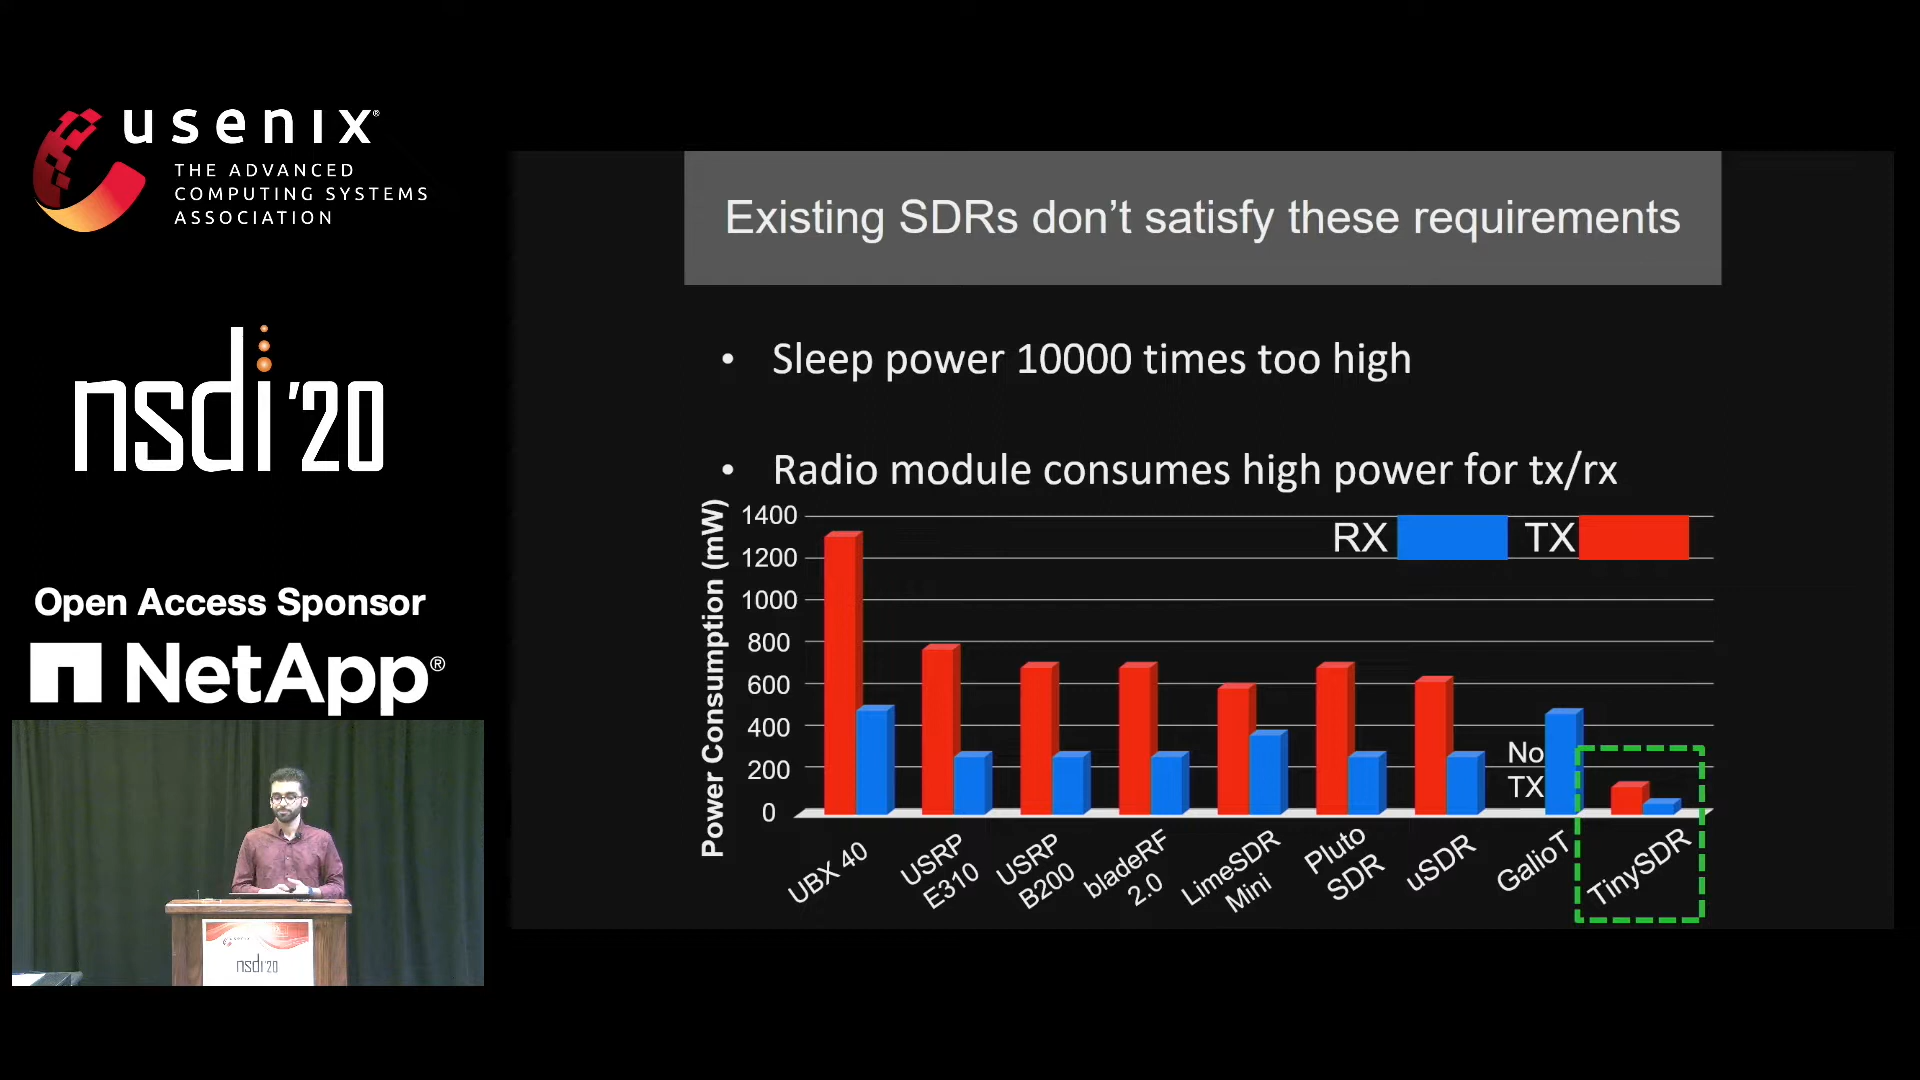 usenix®
THE ADVANCED
COMPUTING SYSTEMS
ASSOCIATION
nsdi '20
Open Access Sponsor
NetApp®
nsdi '20
Existing SDRs don't satisfy these requirements
• Sleep power 10000 times too high
• Radio module consumes high power for tx/rx
Power Consumption (mW)
1400
1200
1000
800
600
400
200
0
RX
TX
No
TX
UBX 40
USRP
E310
USRP
B200
bladeRF
2.0
LimeSDR
Mini
Pluto
SDR
uSDR
GalioT
TinySDR